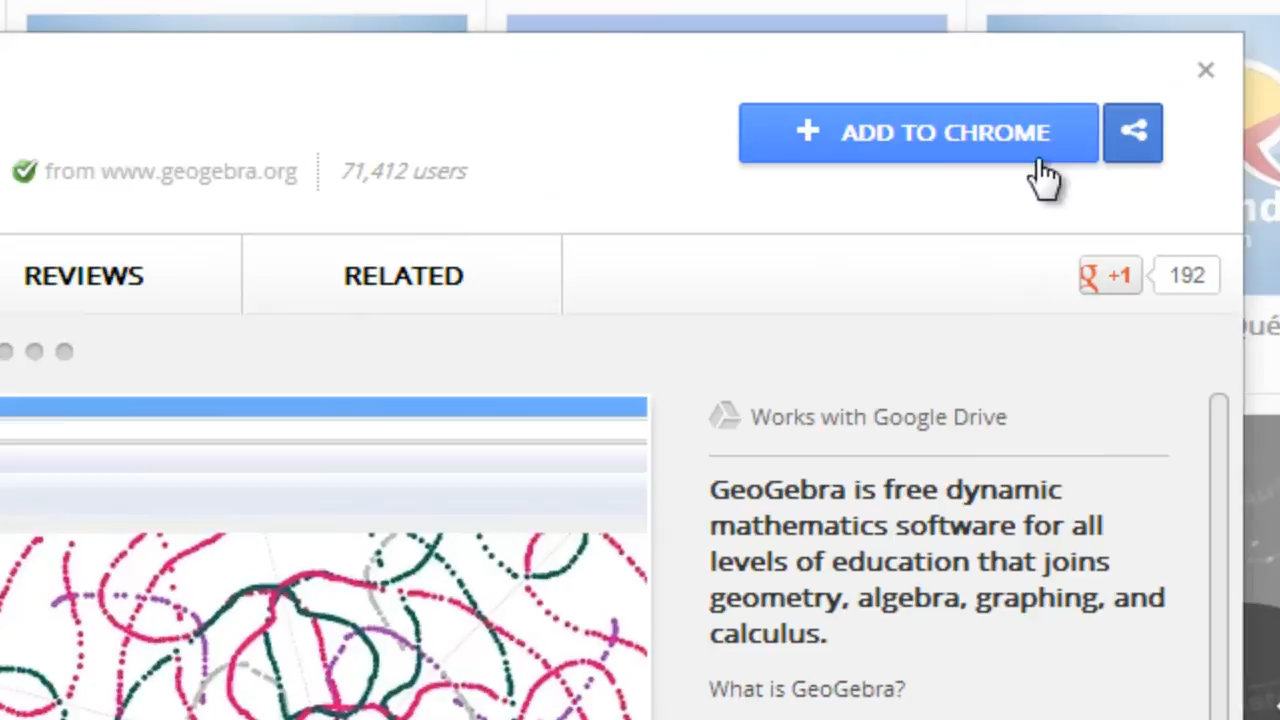 + ADD TO CHROME
from www.geogebra.org
71,412 users
REVIEWS
RELATED
g +1
192
Works with Google Drive
GeoGebra is free dynamic
mathematics software for all
levels of education that joins
geometry, algebra, graphing, and
calculus.
What is GeoGebra?